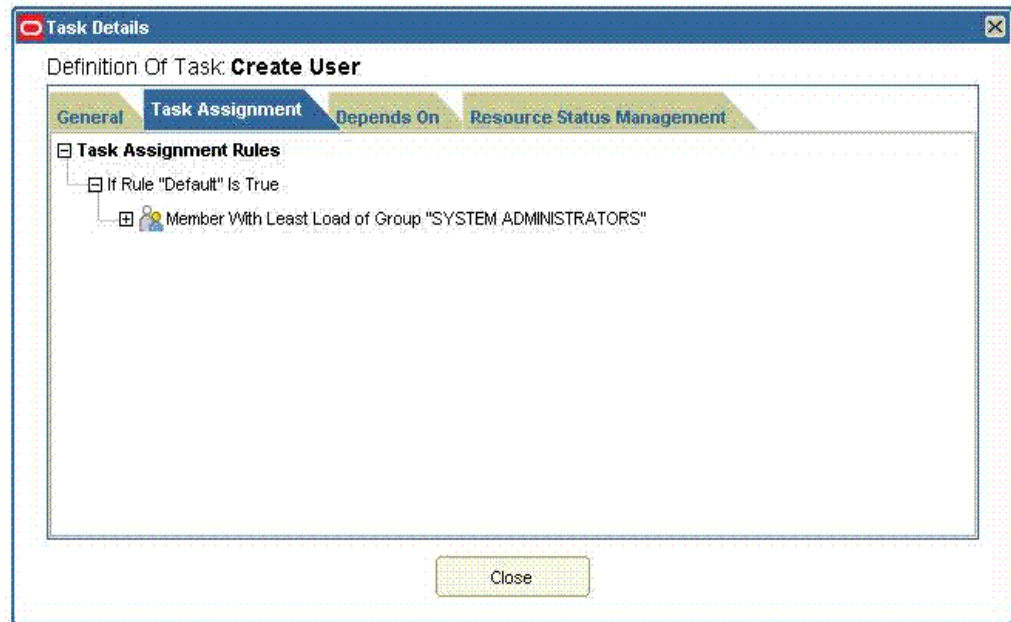 Task Details
Definition Of Task: Create User
General Task Assignment Depends On Resource Status Management
Task Assignment Rules
If Rule "Default" Is True
Member With Least Load of Group "SYSTEM ADMINISTRATORS"
Close